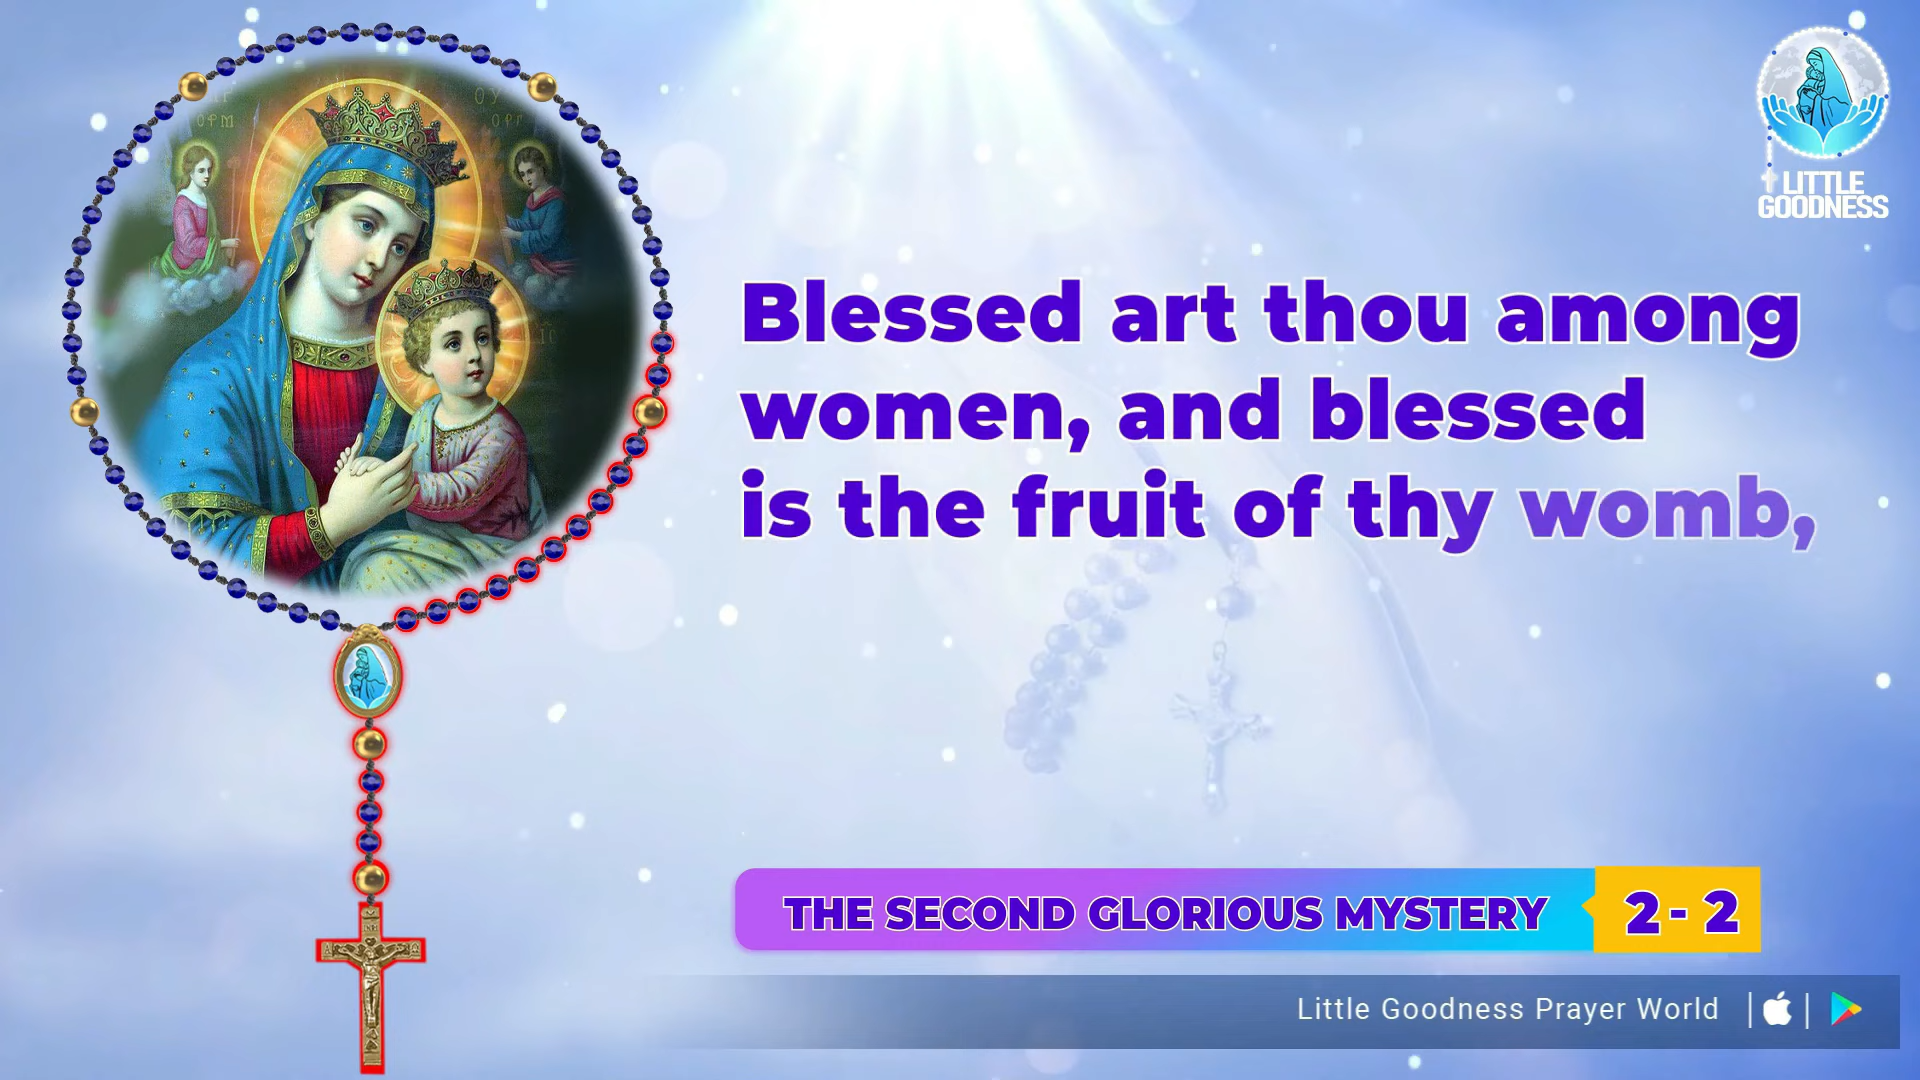 LITTLE
GOODNESS
Blessed art thou among
women, and blessed
is the fruit of thy womb,
THE SECOND GLORIOUS MYSTERY 2 - 2
Little Goodness Prayer World